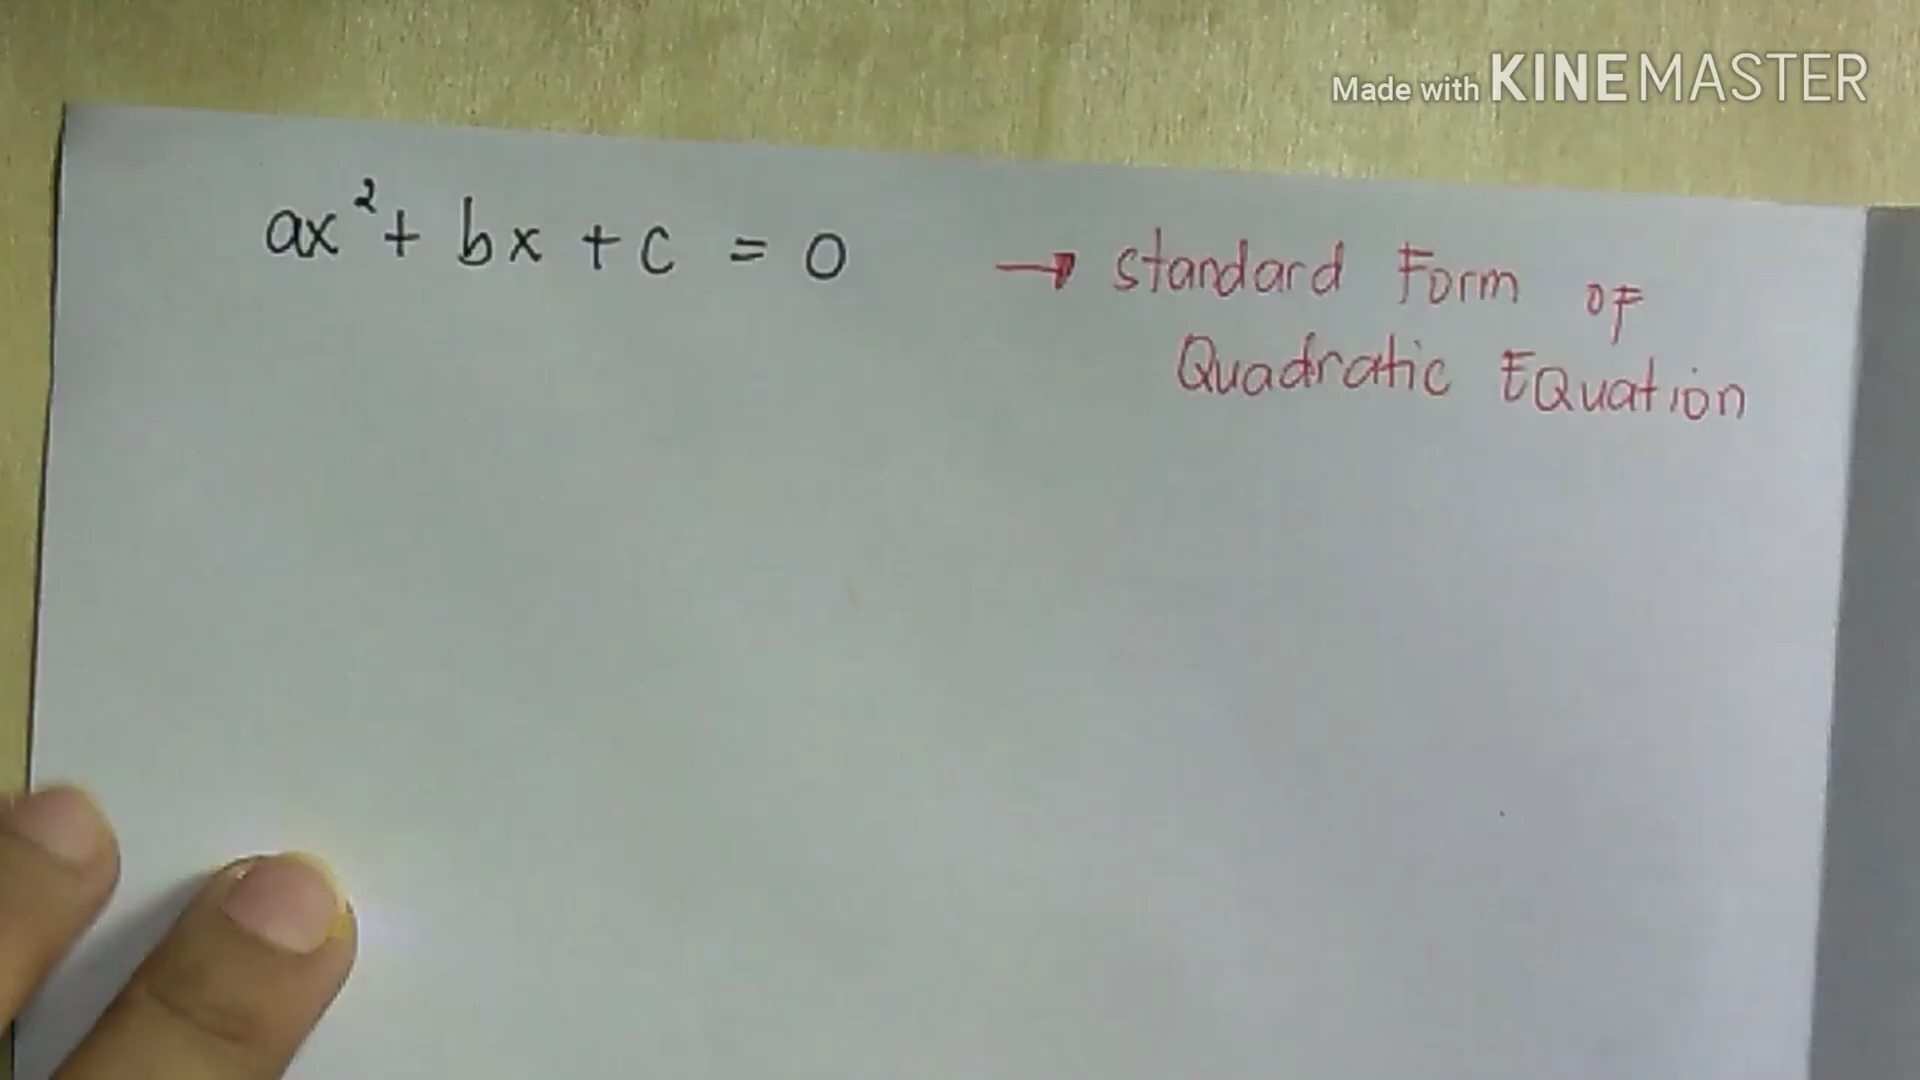 Made with KINEMASTER
ax² + bx + c = 0 → Standard Form of
Quadratic EQuation